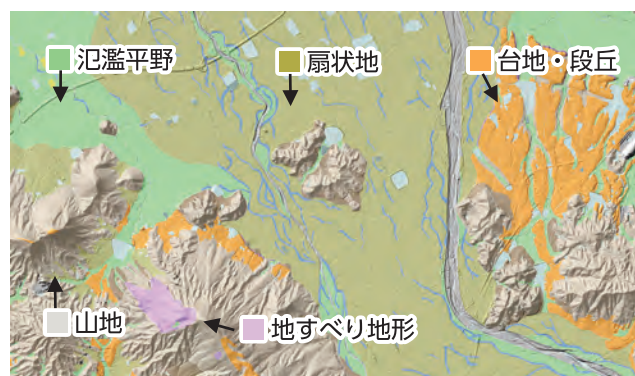 氾濫平野
扇状地
台地・段丘
山地
地すべり地形